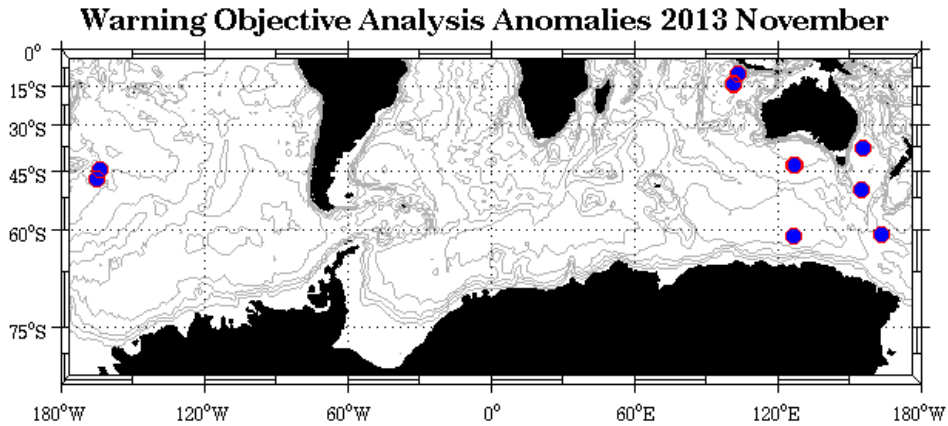 Warning Objective Analysis Anomalies 2013 November
0°
15°S
30°S
45°S
60°S
75°S
180°W 120°W 60°W 0° 60°E 120°E 180°W